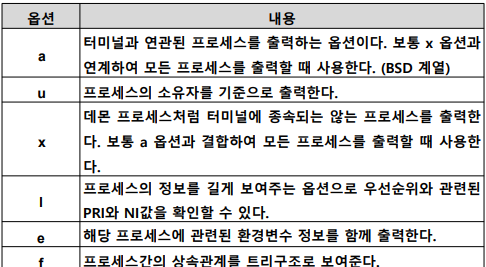 옵션 내용
a 터미널과 연관된 프로세스를 출력하는 옵션이다. 보통 x 옵션과
연계하여 모든 프로세스를 출력할 때 사용한다. (BSD 계열)
u 프로세스의 소유자를 기준으로 출력한다.
x 데몬 프로세스처럼 터미널에 종속되는 않는 프로세스를 출력한
다. 보통 a 옵션과 결합하여 모든 프로세스를 출력할 때 사용한
다.
l 프로세스의 정보를 길게 보여주는 옵션으로 우선순위와 관련된
PRI와 NI값을 확인할 수 있다.
e 해당 프로세스에 관련된 환경변수 정보를 함께 출력한다.
f 프로세스간의 상속관계를 트리구조로 보여준다.